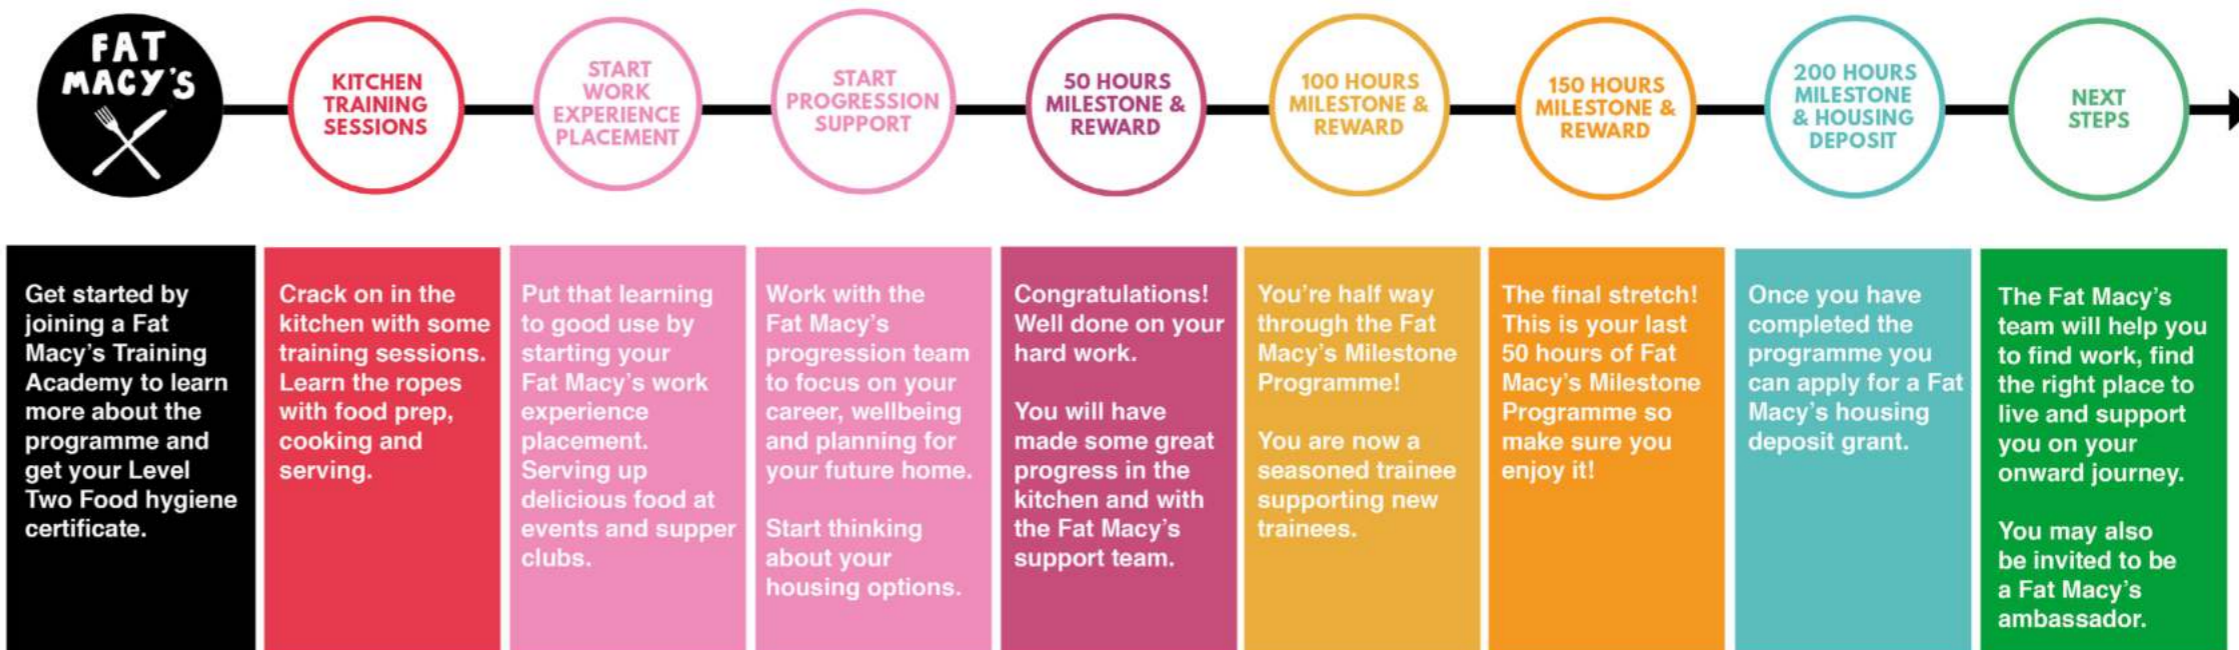 FAT
MACY'S
KITCHEN
TRAINING
SESSIONS
START
WORK
EXPERIENCE
PLACEMENT
START
PROGRESSION
SUPPORT
50 HOURS
MILESTONE &
REWARD
100 HOURS
MILESTONE &
REWARD
150 HOURS
MILESTONE &
REWARD
200 HOURS
MILESTONE
& HOUSING
DEPOSIT
NEXT
STEPS
Get started by
joining a Fat
Macy's Training
Academy to learn
more about the
programme and
get your Level
Two Food hygiene
certificate.
Crack on in the
kitchen with some
training sessions.
Learn the ropes
with food prep,
cooking and
serving.
Put that learning
to good use by
starting your
Fat Macy's work
experience
placement.
Serving up
delicious food at
events and supper
clubs.
Work with the
Fat Macy's
progression team
to focus on your
career, wellbeing
and planning for
your future home.
Start thinking
about your
housing options.
Congratulations!
Well done on your
hard work.
You will have
made some great
progress in the
kitchen and with
the Fat Macy's
support team.
You're half way
through the Fat
Macy's Milestone
Programme!
You are now a
seasoned trainee
supporting new
trainees.
The final stretch!
This is your last
50 hours of Fat
Macy's Milestone
Programme so
make sure you
enjoy it!
Once you have
completed the
programme you
can apply for a Fat
Macy's housing
deposit grant.
The Fat Macy's
team will help you
to find work, find
the right place to
live and support
you on your
onward journey.
You may also
be invited to be
a Fat Macy's
ambassador.